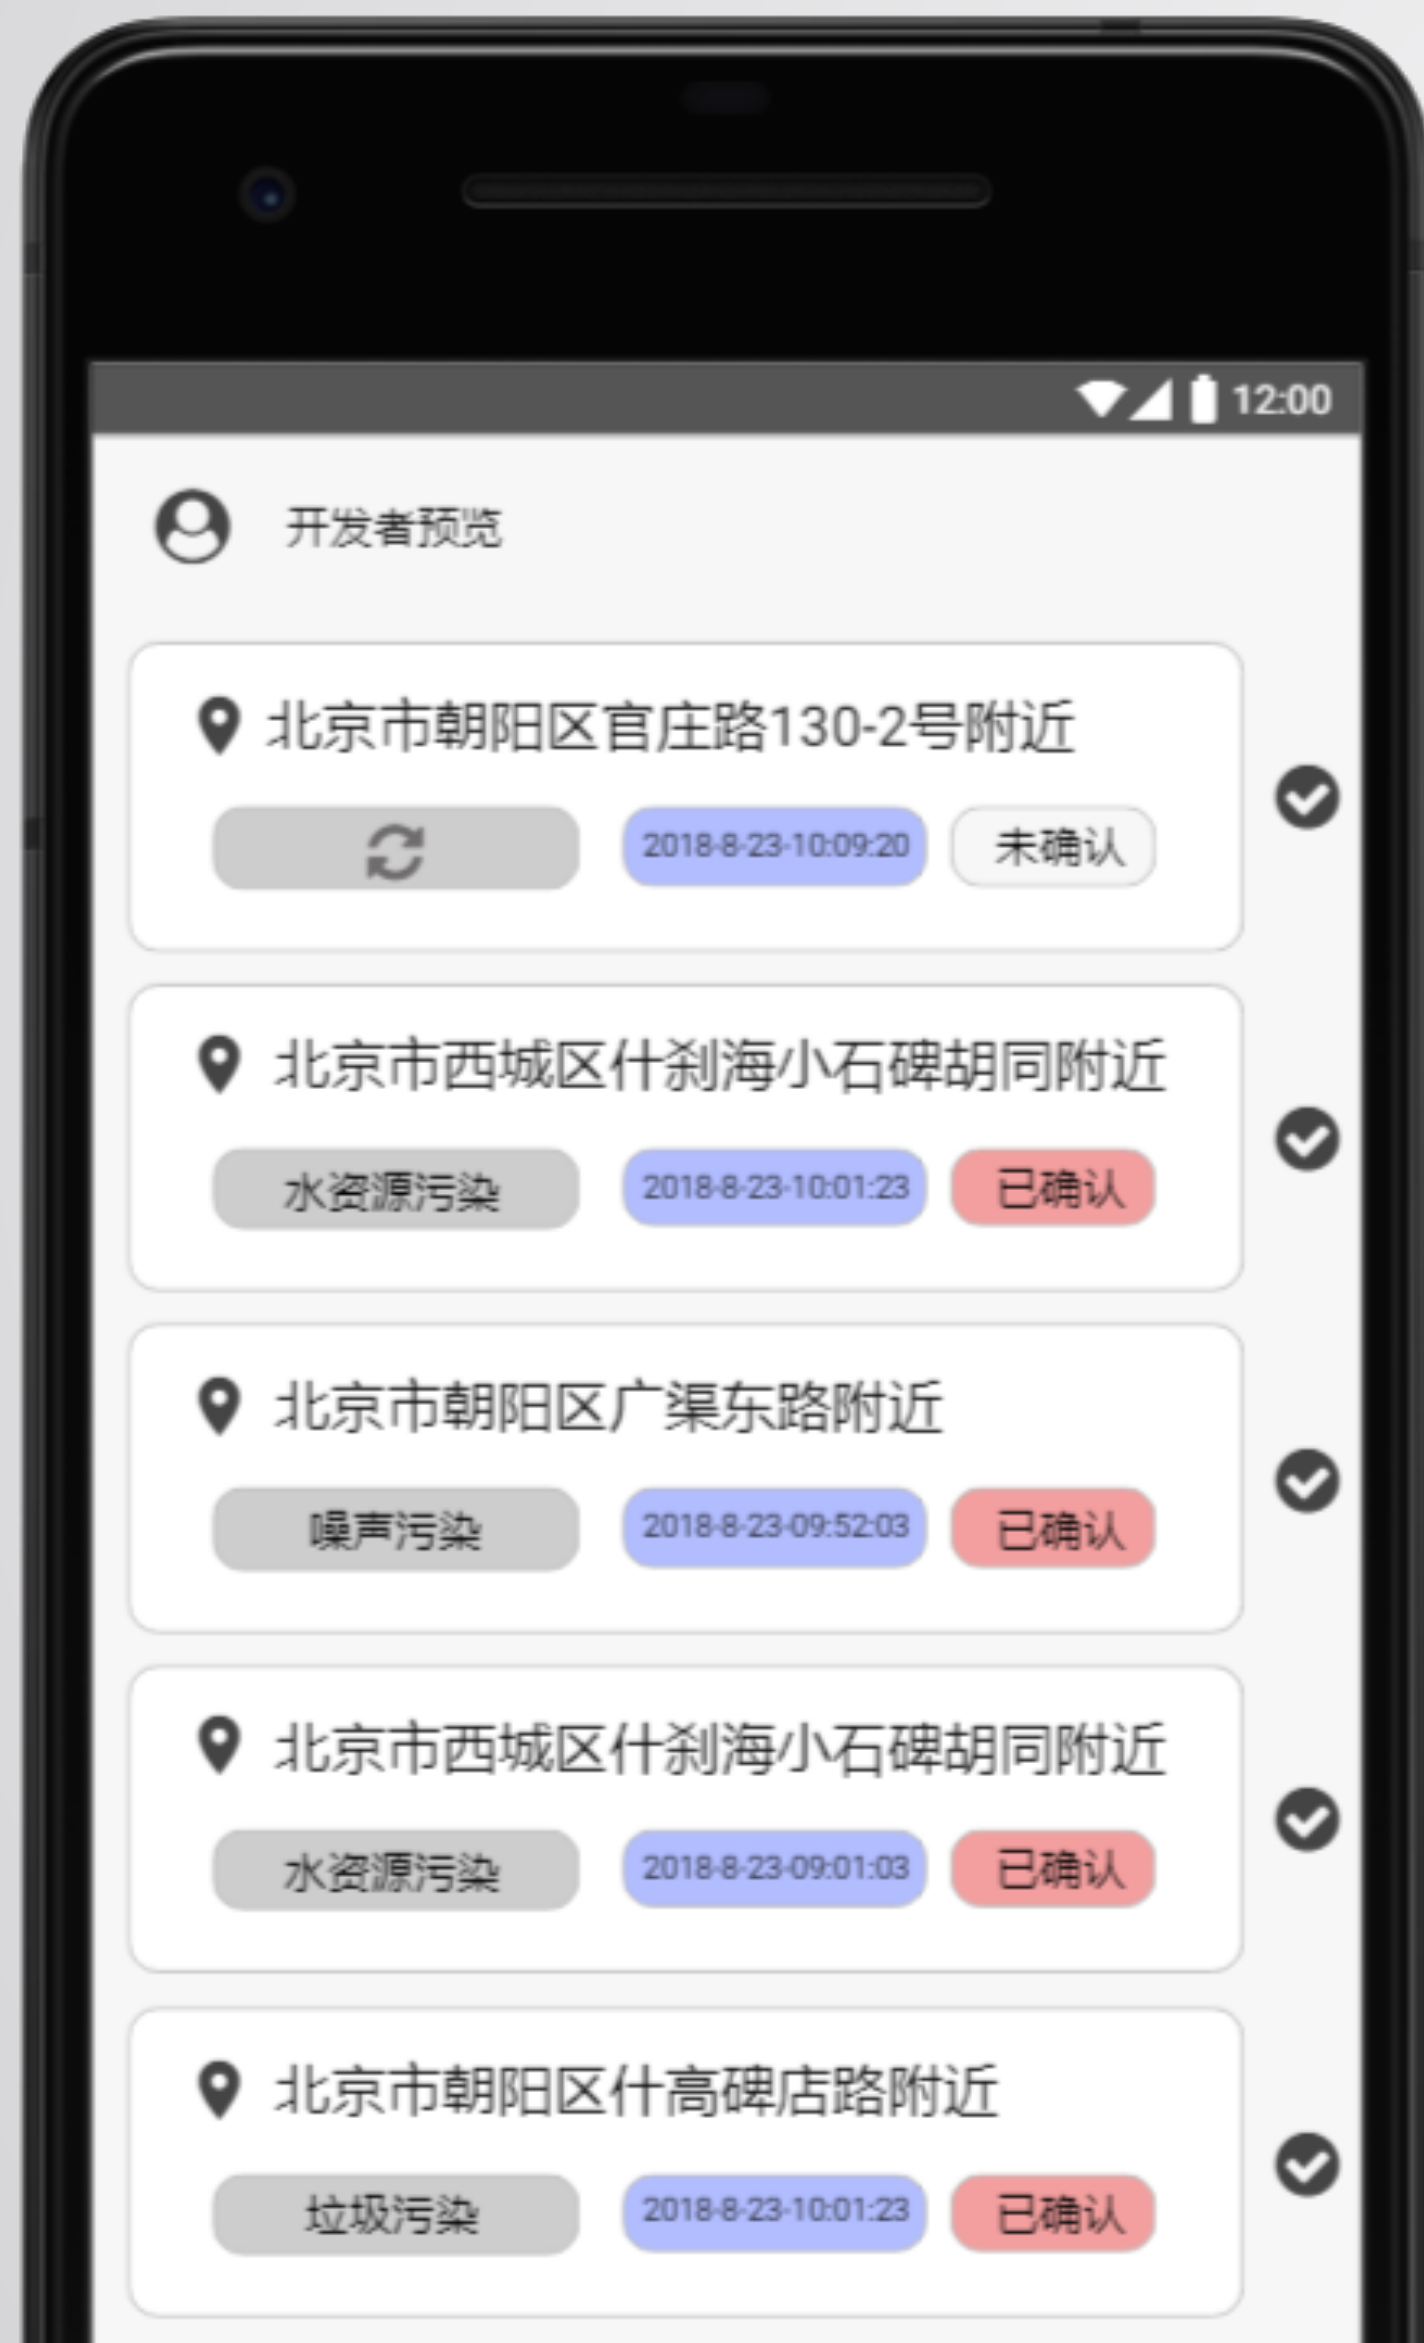 12:00
开发者预览
北京市朝阳区官庄路130-2号附近
2018-8-23-10:09:20 未确认
北京市西城区什刹海小石碑胡同附近
水资源污染 2018-8-23-10:01:23 已确认
北京市朝阳区广渠东路附近
噪声污染 2018-8-23-09:52:03 已确认
北京市西城区什刹海小石碑胡同附近
水资源污染 2018-8-23-09:01:03 已确认
北京市朝阳区什高碑店路附近
垃圾污染 2018-8-23-10:01:23 已确认